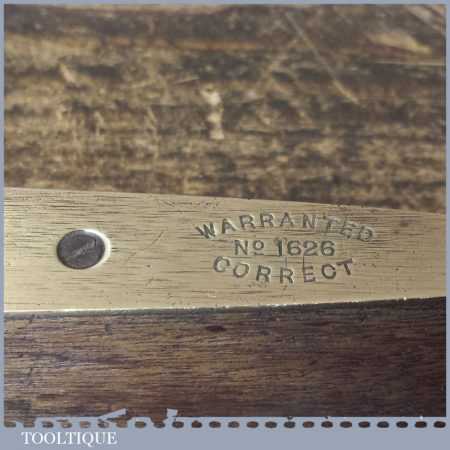 WARRANTED
No 1626
CORRECT
TOOLTIQUE